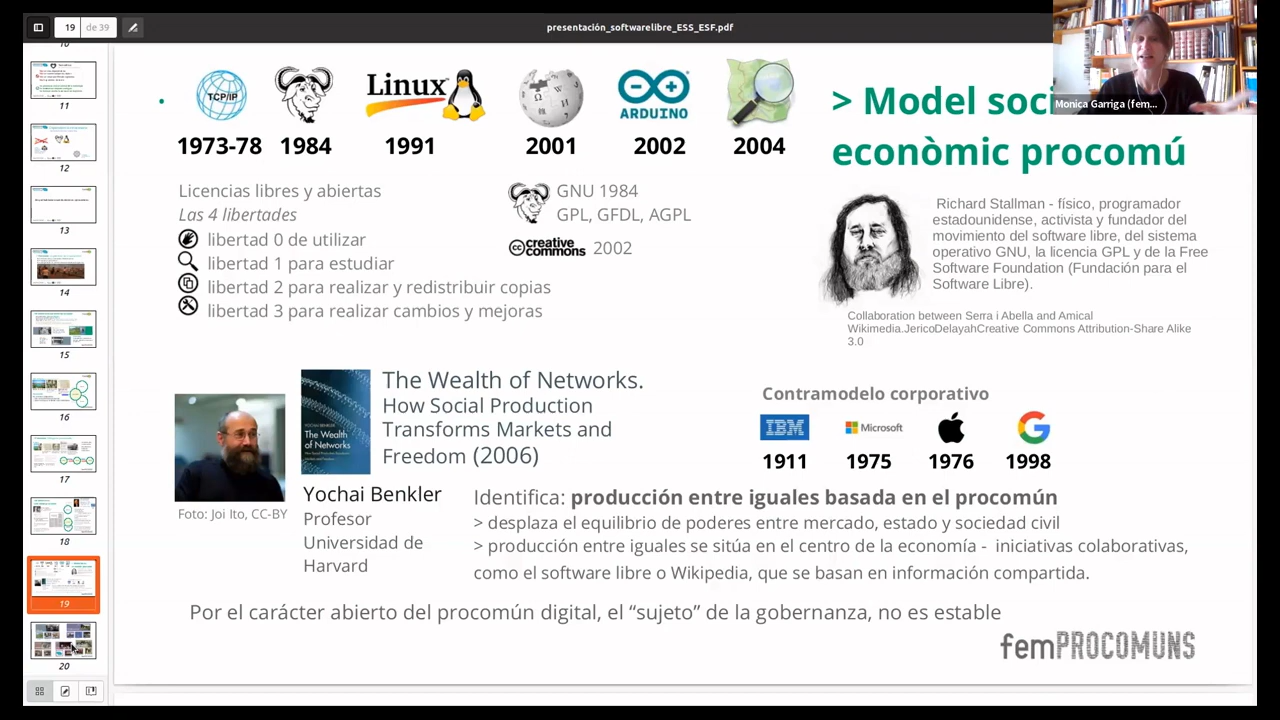 19 de 39
presentación_softwarelibre_ESS_ESF.pdf
Monica Garriga (fem...
10
11
12
13
14
15
16
17
18
19
20
TCP/IP
Linux
ARDUINO
1973-78 1984 1991 2001 2002 2004
> Model soci
econòmic procomú
Licencias libres y abiertas
Las 4 libertades
libertad 0 de utilizar
libertad 1 para estudiar
libertad 2 para realizar y redistribuir copias
libertad 3 para realizar cambios y mejoras
GNU 1984
GPL, GFDL, AGPL
cc creative commons 2002
Richard Stallman - físico, programador
estadounidense, activista y fundador del
movimiento del software libre, del sistema
operativo GNU, la licencia GPL y de la Free
Software Foundation (Fundación para el
Software Libre).
Collaboration between Serra i Abella and Amical
Wikimedia.JericoDelayahCreative Commons Attribution-Share Alike
3.0
YOCHAI BENKLER
The Wealth
of Networks
The Wealth of Networks.
How Social Production
Transforms Markets and
Freedom (2006)
Foto: Joi Ito, CC-BY
Yochai Benkler
Profesor
Universidad de
Harvard
Contramodelo corporativo
IBM Microsoft
1911 1975 1976 1998
Identifica: producción entre iguales basada en el procomún
> desplaza el equilibrio de poderes entre mercado, estado y sociedad civil
> producción entre iguales se sitúa en el centro de la economía - iniciativas colaborativas,
como el software libre o Wikipedia, que se basan en información compartida.
Por el carácter abierto del procomún digital, el “sujeto” de la gobernanza, no es estable
femPROCOMUNS